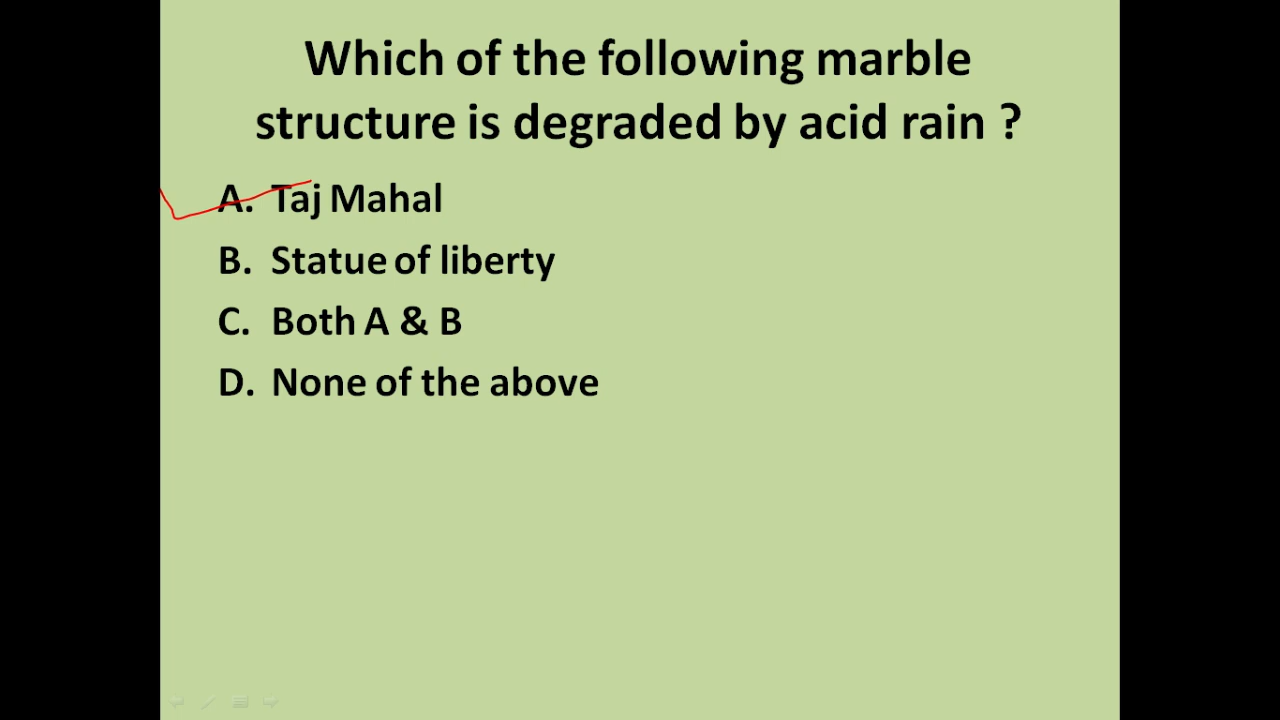 Which of the following marble
structure is degraded by acid rain ?
A. Taj Mahal
B. Statue of liberty
C. Both A & B
D. None of the above